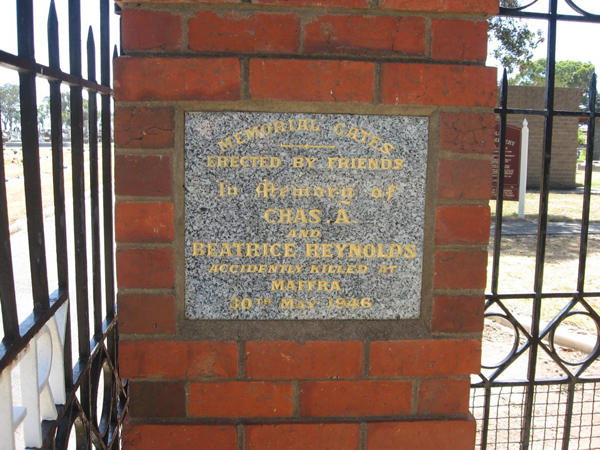 MEMORIAL GATES
ERECTED BY FRIENDS
In Memory of
CHAS. A.
AND
BEATRICE REYNOLDS
ACCIDENTLY KILLED AT
MAFFRA
30TH MAY 1946